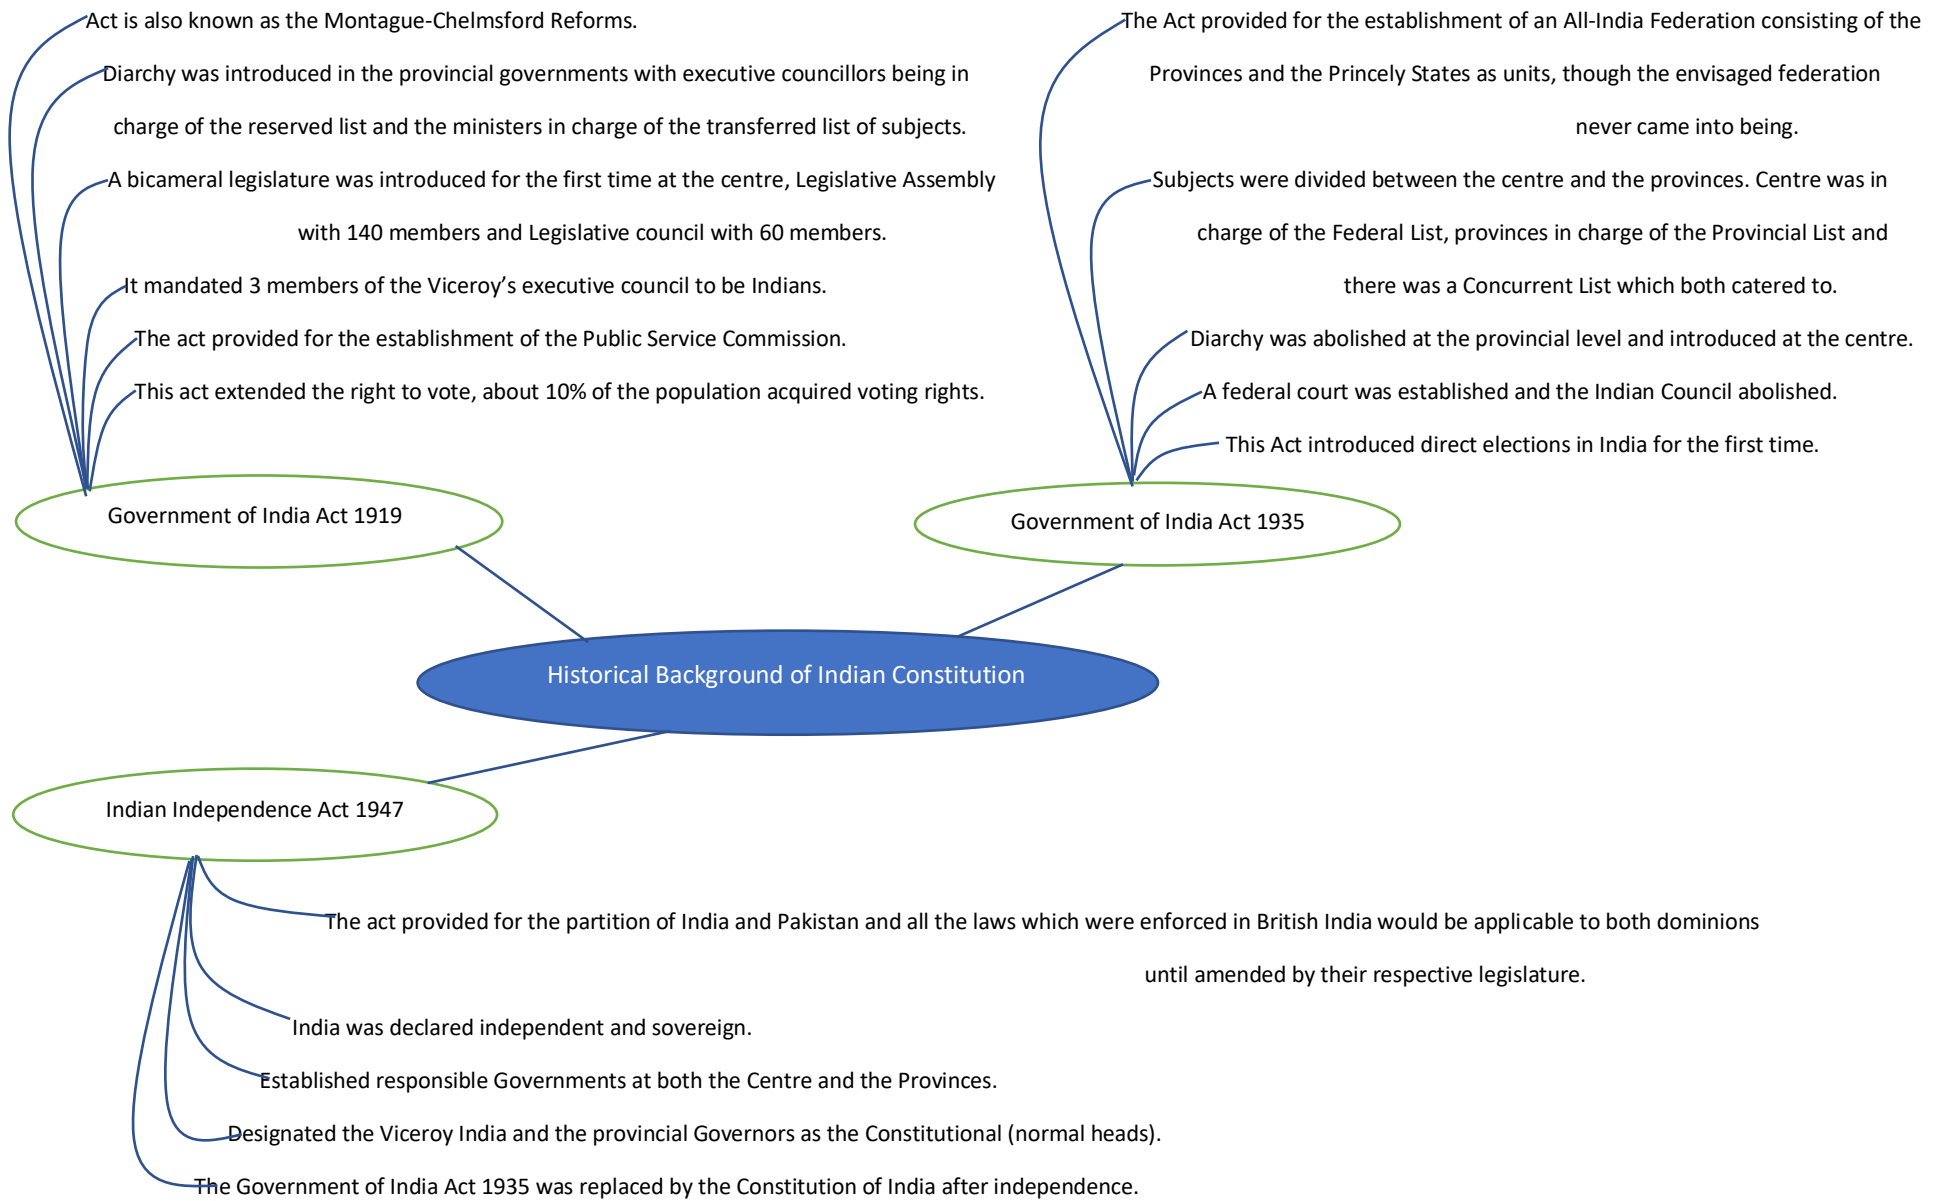 Act is also known as the Montague-Chelmsford Reforms.
Diarchy was introduced in the provincial governments with executive councillors being in
charge of the reserved list and the ministers in charge of the transferred list of subjects.
A bicameral legislature was introduced for the first time at the centre, Legislative Assembly
with 140 members and Legislative council with 60 members.
It mandated 3 members of the Viceroy’s executive council to be Indians.
The act provided for the establishment of the Public Service Commission.
This act extended the right to vote, about 10% of the population acquired voting rights.
Government of India Act 1919
The Act provided for the establishment of an All-India Federation consisting of the
Provinces and the Princely States as units, though the envisaged federation
never came into being.
Subjects were divided between the centre and the provinces. Centre was in
charge of the Federal List, provinces in charge of the Provincial List and
there was a Concurrent List which both catered to.
Diarchy was abolished at the provincial level and introduced at the centre.
A federal court was established and the Indian Council abolished.
This Act introduced direct elections in India for the first time.
Government of India Act 1935
Historical Background of Indian Constitution
Indian Independence Act 1947
The act provided for the partition of India and Pakistan and all the laws which were enforced in British India would be applicable to both dominions
until amended by their respective legislature.
India was declared independent and sovereign.
Established responsible Governments at both the Centre and the Provinces.
Designated the Viceroy India and the provincial Governors as the Constitutional (normal heads).
The Government of India Act 1935 was replaced by the Constitution of India after independence.